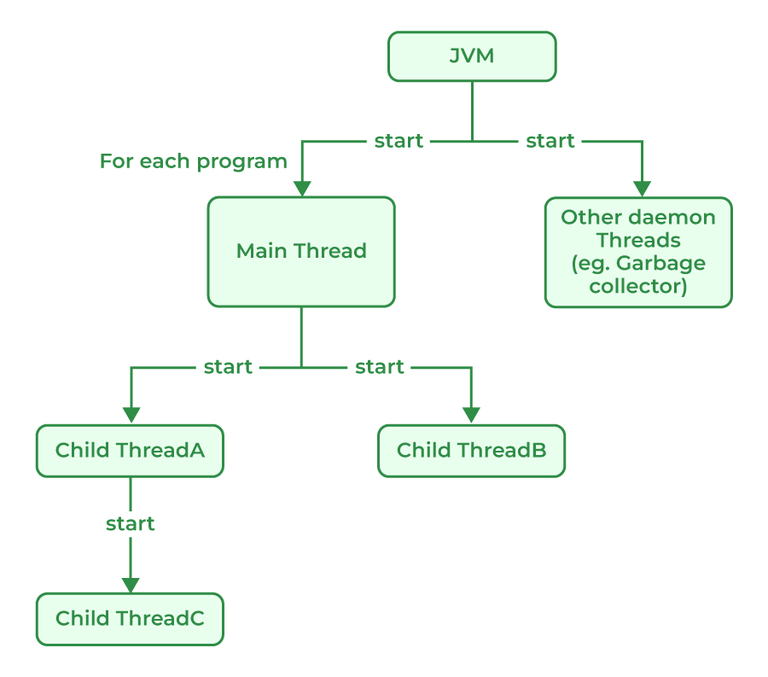 JVM
start
start
For each program
Main Thread
Other daemon
Threads
(eg. Garbage
collector)
start
start
Child ThreadA
Child ThreadB
start
Child ThreadC